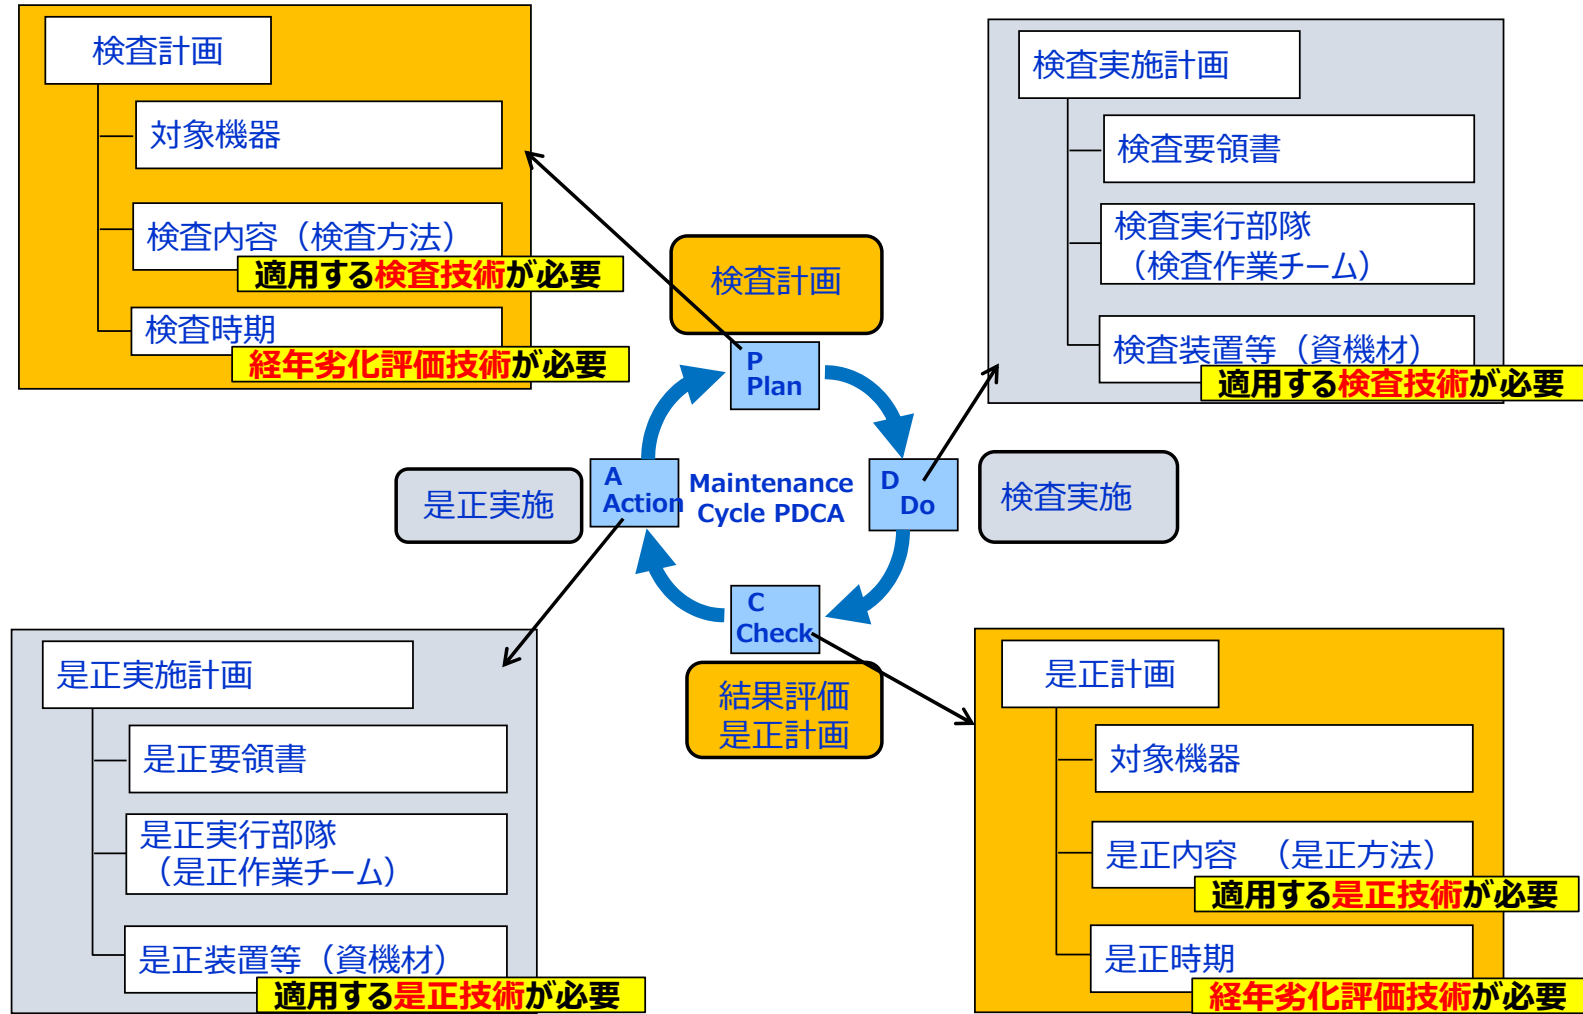 検査計画
対象機器
検査内容（検査方法）
適用する検査技術が必要
検査時期
経年劣化評価技術が必要
検査実施計画
検査要領書
検査実行部隊
（検査作業チーム）
検査装置等（資機材）
適用する検査技術が必要
検査計画
P
Plan
是正実施
A
Action
Maintenance
Cycle PDCA
D
Do
検査実施
C
Check
結果評価
是正計画
是正実施計画
是正要領書
是正実行部隊
（是正作業チーム）
是正装置等（資機材）
適用する是正技術が必要
是正計画
対象機器
是正内容　（是正方法）
適用する是正技術が必要
是正時期
経年劣化評価技術が必要